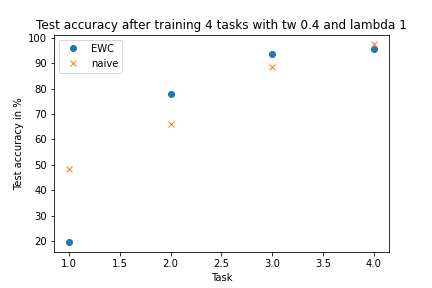 Test accuracy after training 4 tasks with tw 0.4 and lambda 1
EWC
naive
Test accuracy in %
100
90
80
70
60
50
40
30
20
1.0 1.5 2.0 2.5 3.0 3.5 4.0
Task